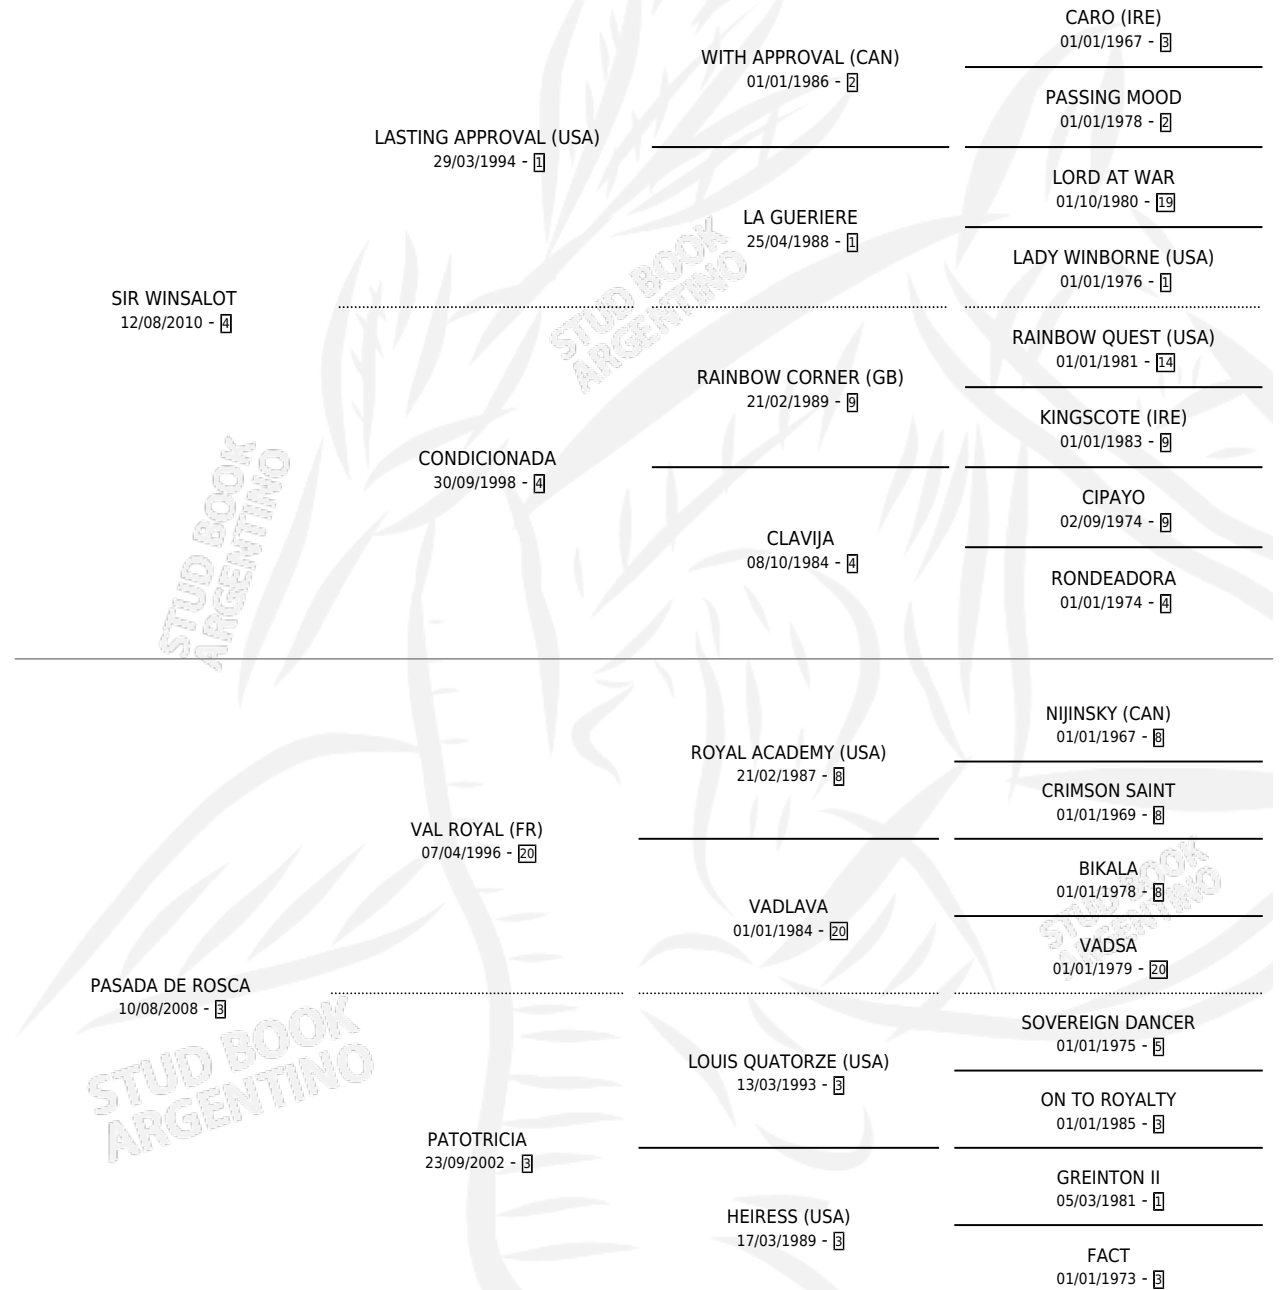 CARO (IRE)
01/01/1967 - 3
WITH APPROVAL (CAN)
01/01/1986 - 2
PASSING MOOD
01/01/1978 - 2
LASTING APPROVAL (USA)
29/03/1994 - 1
LORD AT WAR
01/10/1980 - 19
LA GUERIERE
25/04/1988 - 1
LADY WINBORNE (USA)
01/01/1976 - 1
SIR WINSALOT
12/08/2010 - 4
RAINBOW QUEST (USA)
01/01/1981 - 14
RAINBOW CORNER (GB)
21/02/1989 - 9
KINGSCOTE (IRE)
01/01/1983 - 9
CONDICIONADA
30/09/1998 - 4
CIPAYO
02/09/1974 - 9
CLAVIJA
08/10/1984 - 4
RONDEADORA
01/01/1974 - 4
NIJINSKY (CAN)
01/01/1967 - 8
ROYAL ACADEMY (USA)
21/02/1987 - 8
CRIMSON SAINT
01/01/1969 - 8
VAL ROYAL (FR)
07/04/1996 - 20
BIKALA
01/01/1978 - 8
VADLAVA
01/01/1984 - 20
VADSA
01/01/1979 - 20
PASADA DE ROSCA
10/08/2008 - 3
SOVEREIGN DANCER
01/01/1975 - 5
LOUIS QUATORZE (USA)
13/03/1993 - 3
ON TO ROYALTY
01/01/1985 - 3
PATOTRICIA
23/09/2002 - 3
GREINTON II
05/03/1981 - 1
HEIRESS (USA)
17/03/1989 - 3
FACT
01/01/1973 - 3
STUD BOOK
ARGENTINO
STUD BOOK
ARGENTINO
STUD BOOK
ARGENTINO
STUD BOOK
ARGENTINO